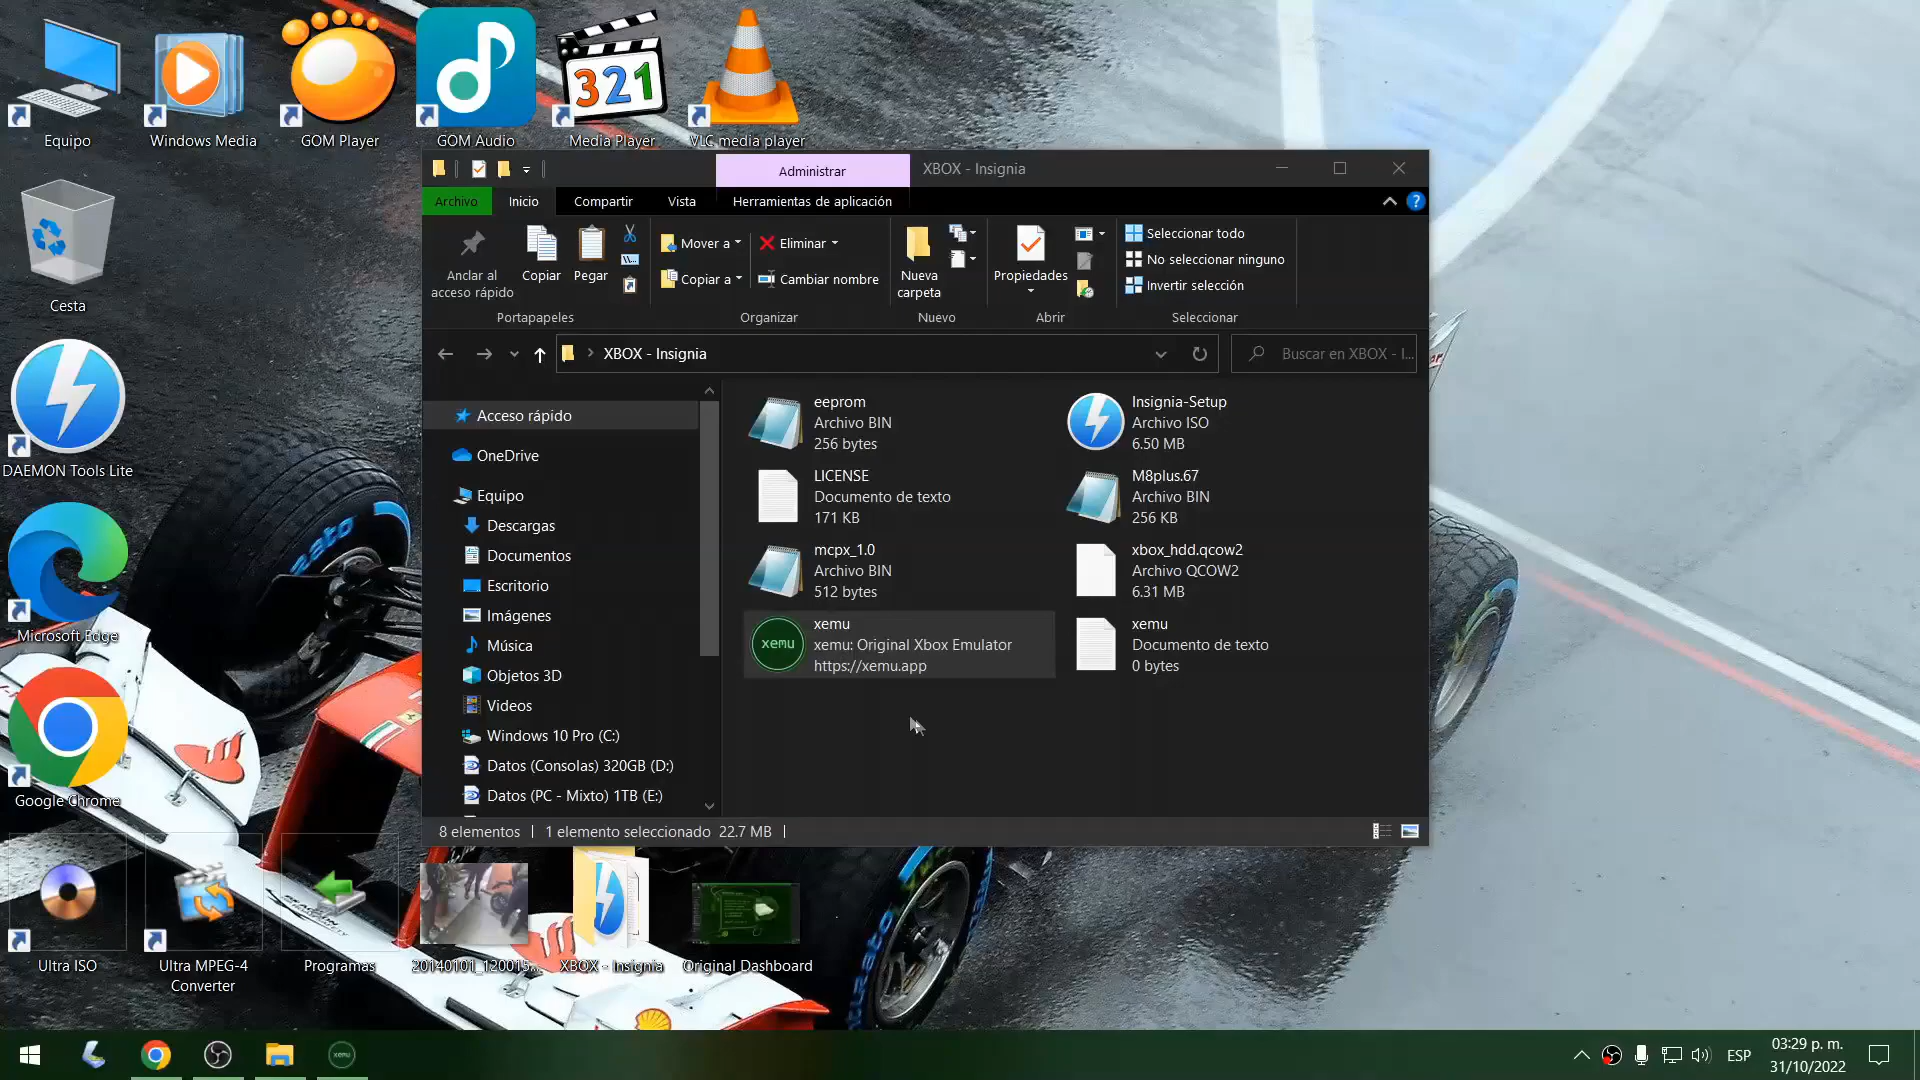 Equipo
Windows Media
GOM Player
GOM Audio
321
Media Player
VLC media player
Administrar
XBOX - Insignia
Archivo
Inicio
Compartir
Vista
Herramientas de aplicación
?
Anclar al
acceso rápido
Copiar
Pegar
Mover a
Copiar a
Eliminar
Cambiar nombre
Nueva
carpeta
Propiedades
Seleccionar todo
No seleccionar ninguno
Invertir selección
Portapapeles
Organizar
Nuevo
Abrir
Seleccionar
XBOX - Insignia
Buscar en XBOX - I...
Cesta
DAEMON Tools Lite
Microsoft Edge
Google Chrome
Acceso rápido
OneDrive
Equipo
Descargas
Documentos
Escritorio
Imágenes
Música
Objetos 3D
Videos
Windows 10 Pro (C:)
Datos (Consolas) 320GB (D:)
Datos (PC - Mixto) 1TB (E:)
eeprom
Archivo BIN
256 bytes
Insignia-Setup
Archivo ISO
6.50 MB
LICENSE
Documento de texto
171 KB
M8plus.67
Archivo BIN
256 KB
mcpx_1.0
Archivo BIN
512 bytes
xbox_hdd.qcow2
Archivo QCOW2
6.31 MB
xemu
xemu
xemu: Original Xbox Emulator
https://xemu.app
xemu
Documento de texto
0 bytes
8 elementos
1 elemento seleccionado 22.7 MB
Ultra ISO
Ultra MPEG-4
Converter
Programas
20140101_120015...
XBOX - Insignia
Original Dashboard
xemu
ESP
03:29 p. m.
31/10/2022